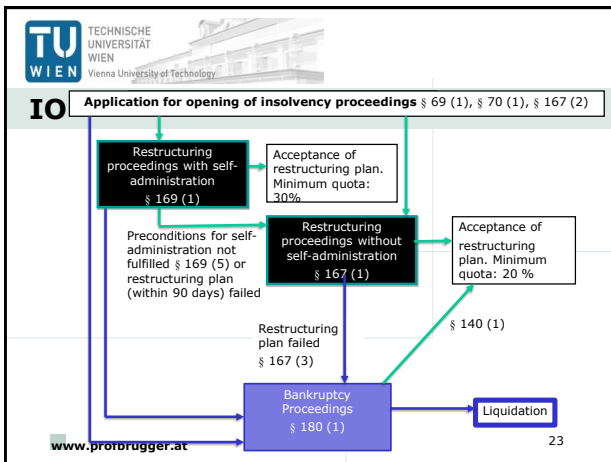 TU
WIEN
TECHNISCHE
UNIVERSITÄT
WIEN
Vienna University of Technology
IO
Application for opening of insolvency proceedings § 69 (1), § 70 (1), § 167 (2)
Restructuring
proceedings with self-
administration
§ 169 (1)
Acceptance of
restructuring plan.
Minimum quota:
30%
Preconditions for self-
administration not
fulfilled § 169 (5) or
restructuring plan
(within 90 days) failed
Restructuring
proceedings without
self-administration
§ 167 (1)
Acceptance of
restructuring
plan. Minimum
quota: 20 %
§ 140 (1)
Restructuring
plan failed
§ 167 (3)
Bankruptcy
Proceedings
§ 180 (1)
Liquidation
www.profbrugger.at
23